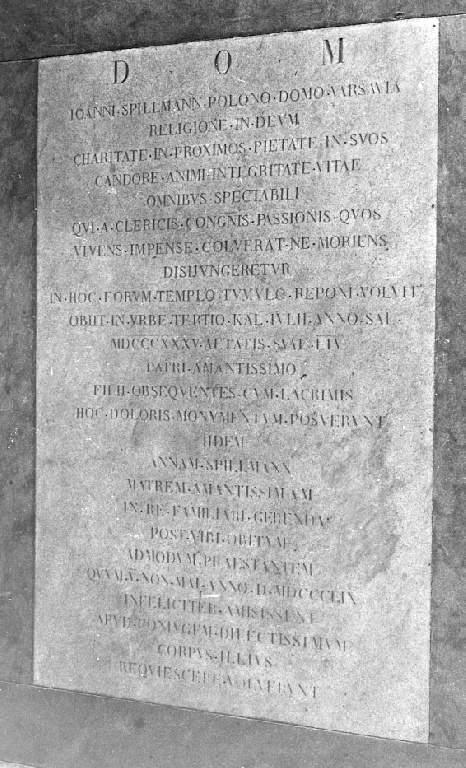 D O M
IOANNI·SPILLMANN·POLONO·DOMO·VARSAVIA
RELIGIONE·IN·DEVM
CHARITATE·IN·PROXIMOS·PIETATE·IN·SVOS
CANDORE·ANIMI·INTEGRITATE·VITAE
OMNIBVS·SPECTABILI
QVI·A·CLERICIS·CONGNIS·PASSIONIS·QVOS
VIVENS·IMPENSE·COLVERAT·NE·MORIENS
DISIVNGERETVR
IN·HOC·EORVM·TEMPLO·TVMVLO·REPONI·VOLVIT
OBIIT·IN·VRBE·TERTIO·KAL·IVLII·ANNO·SAL·
MDCCCXXXV·AETATIS·SVAE·LIV
PATRI·AMANTISSIMO
FILII·OBSEQVENTES·CVM·LACRIMIS
HOC·DOLORIS·MONVMENTVM·POSVERVNT
IIDEM
ANNAM·SPILLMANN
MATREM·AMANTISSIMAM
IN·RE·FAMILIARI·GERENDA
POST·VIRI·OBITVM
ADMODVM·PRAESTANTEM
QVVM·V·NON·MAI·ANNO·D·MDCCCLIX
INFELICITER·AMISISSENT
APVD·CONIVGEM·DILECTISSIMVM
CORPVS·ILLIVS
REQVIESCERE·VOLVERVNT